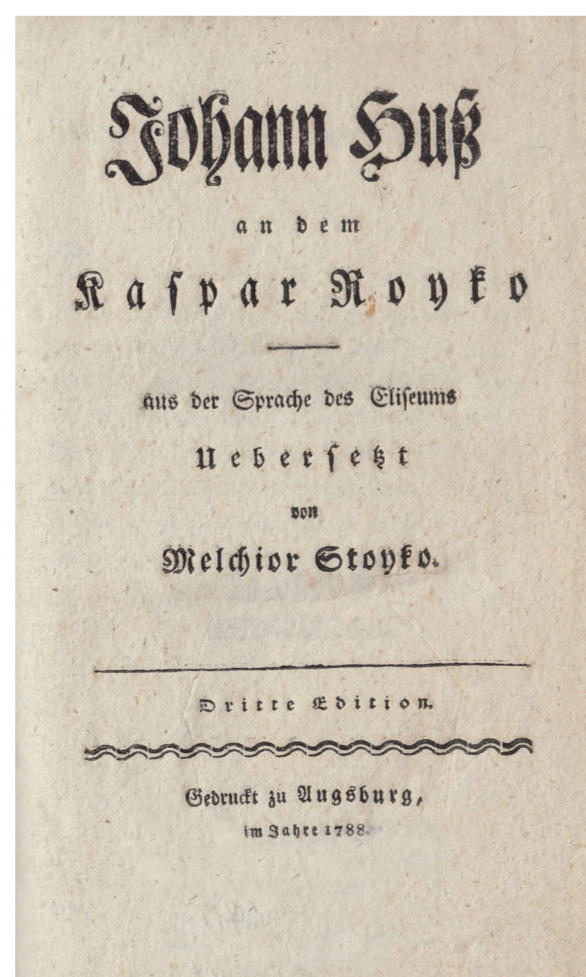 Johann Huß
an dem
Kaspar Royko
aus der Sprache des Eliseums
Uebersetzt
von
Melchior Stoyko.
Dritte Edition.
Gedruckt zu Augsburg,
im Jahre 1788.